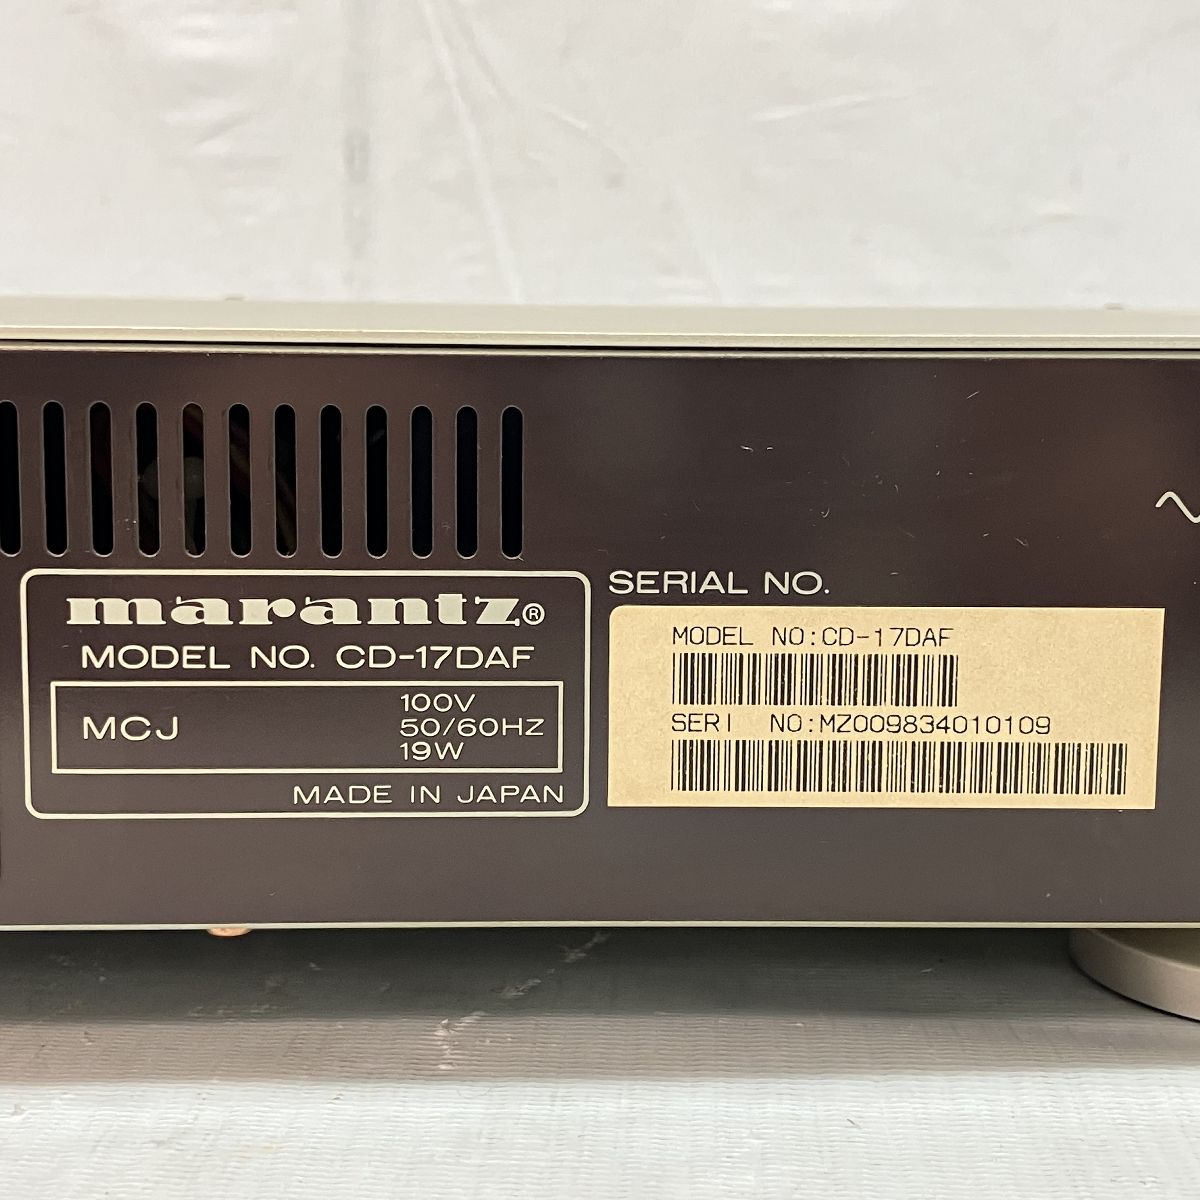 marantz®
MODEL NO. CD-17DAF
MCJ
100V
50/60HZ
19W
MADE IN JAPAN
SERIAL NO.
MODEL NO:CD-17DAF
SERI NO:MZ009834010109